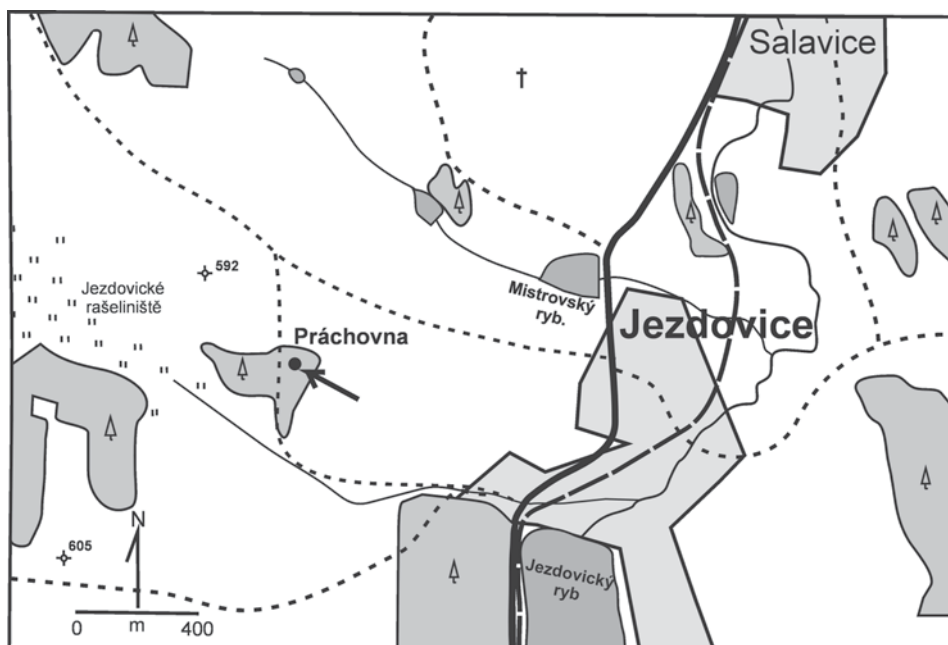 Salavice
592
Jezdovické
rašeliniště
Mistrovský
ryb.
Jezdovice
Práchovna
N
605
Jezdovický
ryb
0 m 400